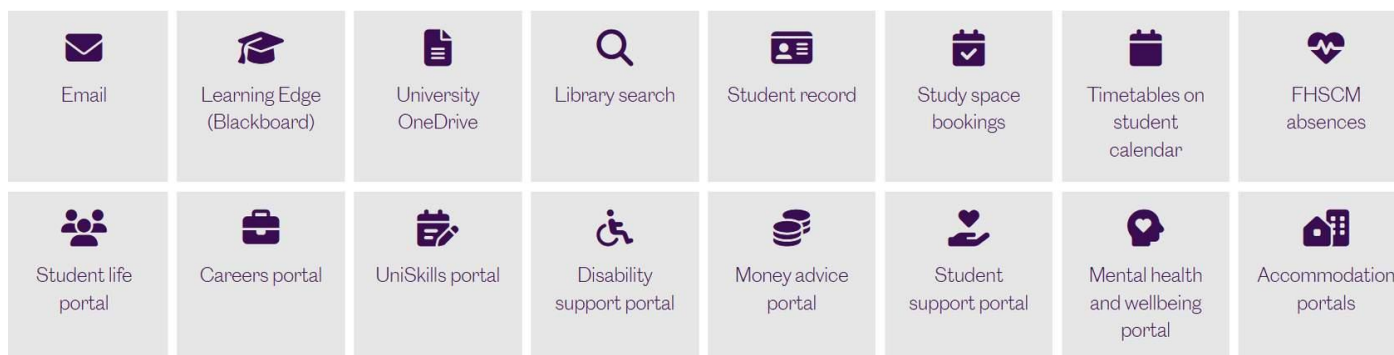 Email
Learning Edge
(Blackboard)
University
OneDrive
Library search
Student record
Study space
bookings
Timetables on
student
calendar
FHSCM
absences
Student life
portal
Careers portal
UniSkills portal
Disability
support portal
Money advice
portal
Student
support portal
Mental health
and wellbeing
portal
Accommodation
portals